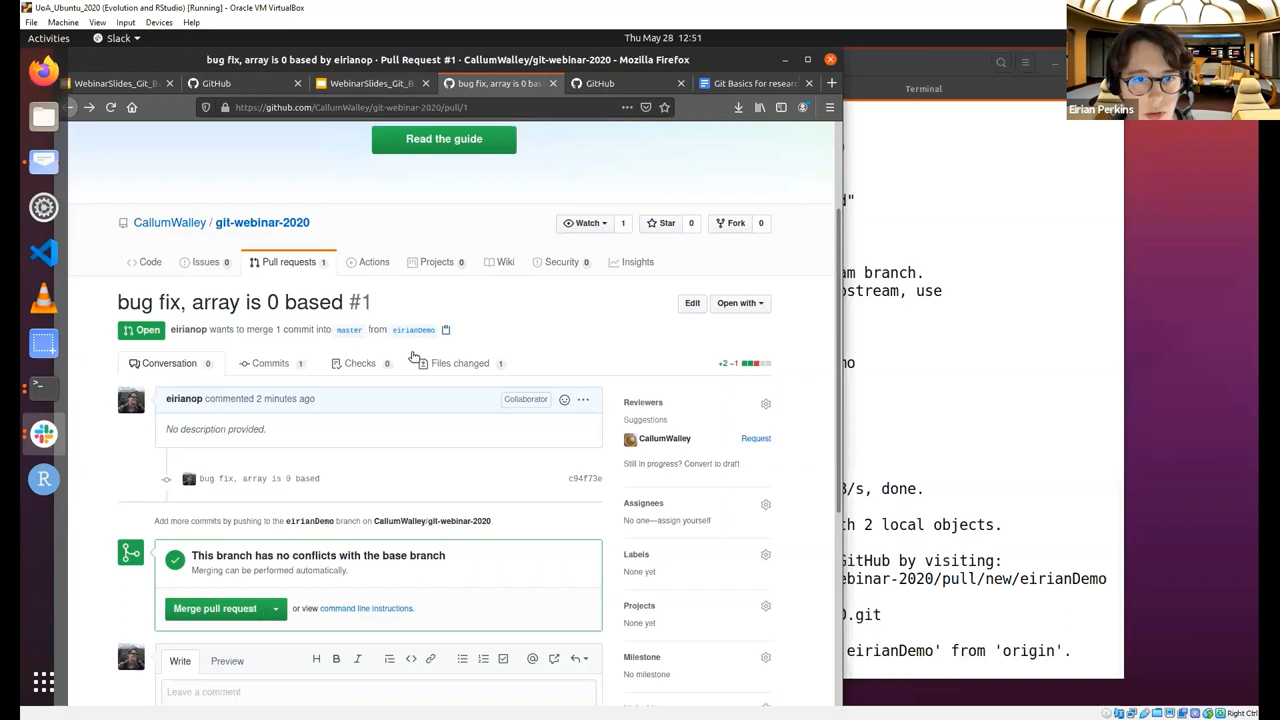 UoA_Ubuntu_2020 (Evolution and RStudio) [Running] - Oracle VM VirtualBox
File Machine View Input Devices Help
Activities Slack Thu May 28 12:51
bug fix, array is 0 based by eirianop · Pull Request #1 · CallumWalley/git-webinar-2020 - Mozilla Firefox
WebinarSlides_Git_B GitHub WebinarSlides_Git_B bug fix, array is 0 bas GitHub Git Basics for researc
https://github.com/CallumWalley/git-webinar-2020/pull/1
Terminal
Eirian Perkins
Read the guide
CallumWalley / git-webinar-2020
Watch 1 Star 0 Fork 0
Code Issues 0 Pull requests 1 Actions Projects 0 Wiki Security 0 Insights
bug fix, array is 0 based #1
Edit Open with
Open eirianop wants to merge 1 commit into master from eirianDemo
Conversation 0 Commits 1 Checks 0 Files changed 1 +2 −1
eirianop commented 2 minutes ago Collaborator
No description provided.
bug fix, array is 0 based c94f73e
Add more commits by pushing to the eirianDemo branch on CallumWalley/git-webinar-2020.
This branch has no conflicts with the base branch
Merging can be performed automatically.
Merge pull request or view command line instructions.
Write Preview
Leave a comment
Reviewers
Suggestions
CallumWalley Request
Still in progress? Convert to draft
Assignees
No one—assign yourself
Labels
None yet
Projects
None yet
Milestone
No milestone
d"
am branch.
ostream, use
mo
B/s, done.
th 2 local objects.
GitHub by visiting:
ebinar-2020/pull/new/eirianDemo
0.git
eirianDemo' from 'origin'.
Right Ctrl